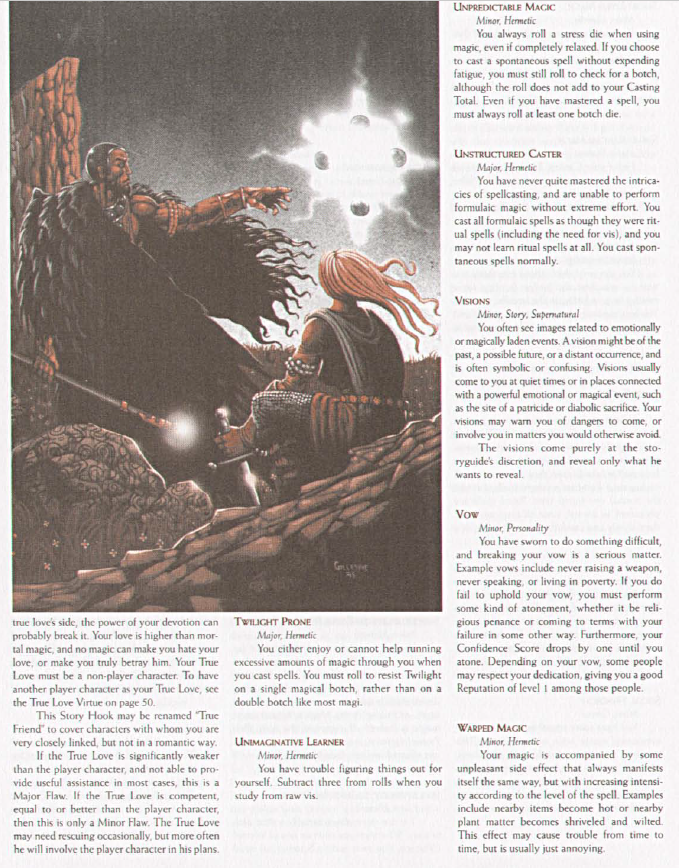 true love's side, the power of your devotion can
probably break it. Your love is higher than mor-
tal magic, and no magic can make you hate your
love, or make you truly betray him. Your True
Love must be a non-player character. To have
another player character as your True Love, see
the True Love Virtue on page 50.
This Story Hook may be renamed "True
Friend" to cover characters with whom you are
very closely linked, but not in a romantic way.
If the True Love is significantly weaker
than the player character, and not able to pro-
vide useful assistance in most cases, this is a
Major Flaw. If the True Love is competent,
equal to or better than the player character,
then this is only a Minor Flaw. The True Love
may need rescuing occasionally, but more often
he will involve the player character in his plans.
TWILIGHT PRONE
Major, Hermetic
You either enjoy or cannot help running
excessive amounts of magic through you when
you cast spells. You must roll to resist Twilight
on a single magical botch, rather than on a
double botch like most magi.
UNIMAGINATIVE LEARNER
Minor, Hermetic
You have trouble figuring things out for
yourself. Subtract three from rolls when you
study from raw vis.
UNPREDICTABLE MAGIC
Minor, Hermetic
You always roll a stress die when using
magic, even if completely relaxed. If you choose
to cast a spontaneous spell without expending
fatigue, you must still roll to check for a botch,
although the roll does not add to your Casting
Total. Even if you have mastered a spell, you
must always roll at least one botch die.
UNSTRUCTURED CASTER
Major, Hermetic
You have never quite mastered the intrica-
cies of spellcasting, and are unable to perform
formulaic magic without extreme effort. You
cast all formulaic spells as though they were rit-
ual spells (including the need for vis), and you
may not learn ritual spells at all. You cast spon-
taneous spells normally.
VISIONS
Minor, Story, Supernatural
You often see images related to emotionally
or magically laden events. A vision might be of the
past, a possible future, or a distant occurrence, and
is often symbolic or confusing. Visions usually
come to you at quiet times or in places connected
with a powerful emotional or magical event, such
as the site of a patricide or diabolic sacrifice. Your
visions may warn you of dangers to come, or
involve you in matters you would otherwise avoid.
The visions come purely at the sto-
ryguide's discretion, and reveal only what he
wants to reveal.
VOW
Minor, Personality
You have sworn to do something difficult,
and breaking your vow is a serious matter.
Example vows include never raising a weapon,
never speaking, or living in poverty. If you do
fail to uphold your vow, you must perform
some kind of atonement, whether it be reli-
gious penance or coming to terms with your
failure in some other way. Furthermore, your
Confidence Score drops by one until you
atone. Depending on your vow, some people
may respect your dedication, giving you a good
Reputation of level 1 among those people.
WARPED MAGIC
Minor, Hermetic
Your magic is accompanied by some
unpleasant side effect that always manifests
itself the same way, but with increasing intensi-
ty according to the level of the spell. Examples
include nearby items become hot or nearby
plant matter becomes shriveled and wilted.
This effect may cause trouble from time to
time, but is usually just annoying.